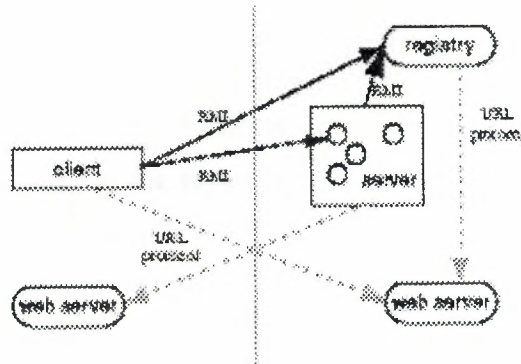 registry
RMI
URL
protocol
RMI
client
RMI
server
URL
protocol
web server
web server